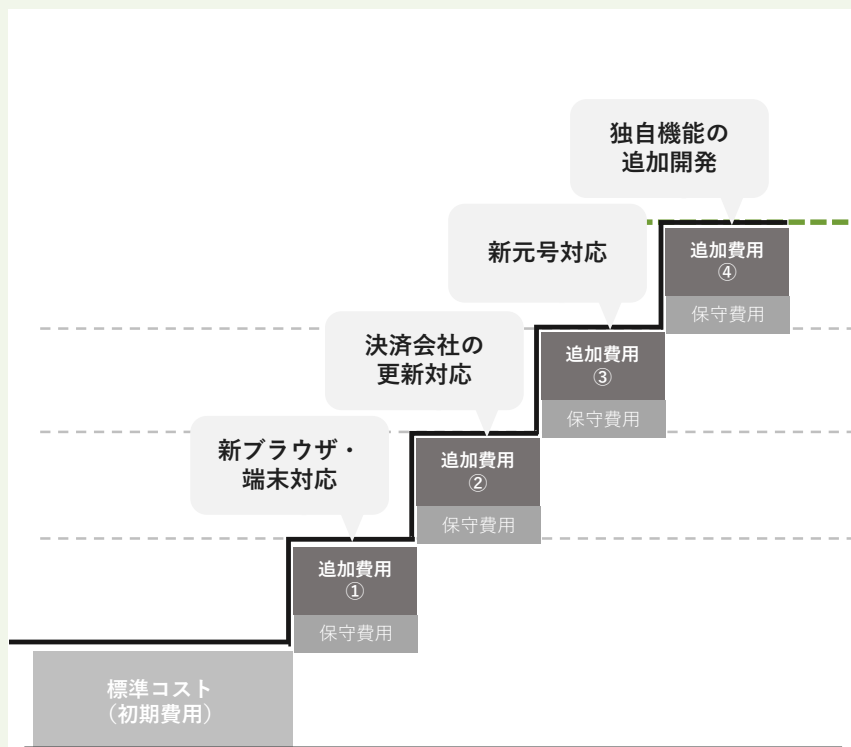 独自機能の
追加開発
追加費用
④
保守費用
新元号対応
追加費用
③
保守費用
決済会社の
更新対応
追加費用
②
保守費用
新ブラウザ・
端末対応
追加費用
①
保守費用
標準コスト
（初期費用）